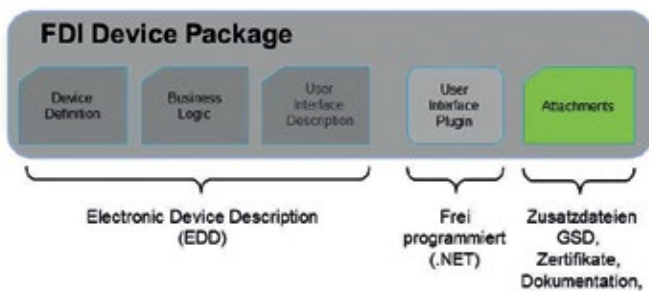 FDI Device Package
Device
Definition
Business
Logic
User
Interface
Description
User
Interface
Plugin
Attachments
Electronic Device Description
(EDD)
Frei
programmiert
(.NET)
Zusatzdateien
GSD,
Zertifikate,
Dokumentation,